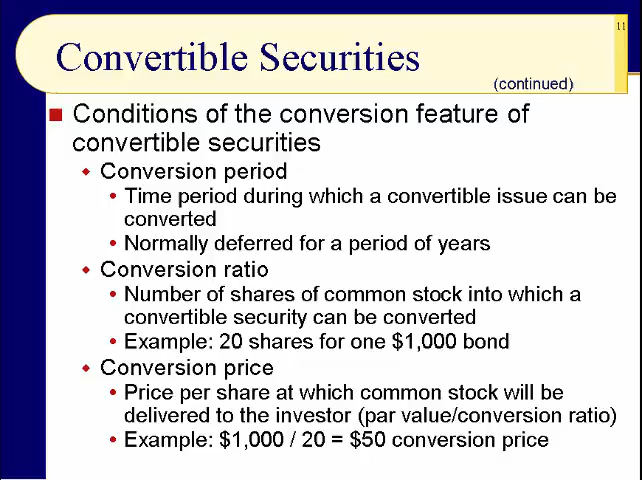 11
Convertible Securities
(continued)
■ Conditions of the conversion feature of
convertible securities
◆ Conversion period
• Time period during which a convertible issue can be
converted
• Normally deferred for a period of years
◆ Conversion ratio
• Number of shares of common stock into which a
convertible security can be converted
• Example: 20 shares for one $1,000 bond
◆ Conversion price
• Price per share at which common stock will be
delivered to the investor (par value/conversion ratio)
• Example: $1,000 / 20 = $50 conversion price